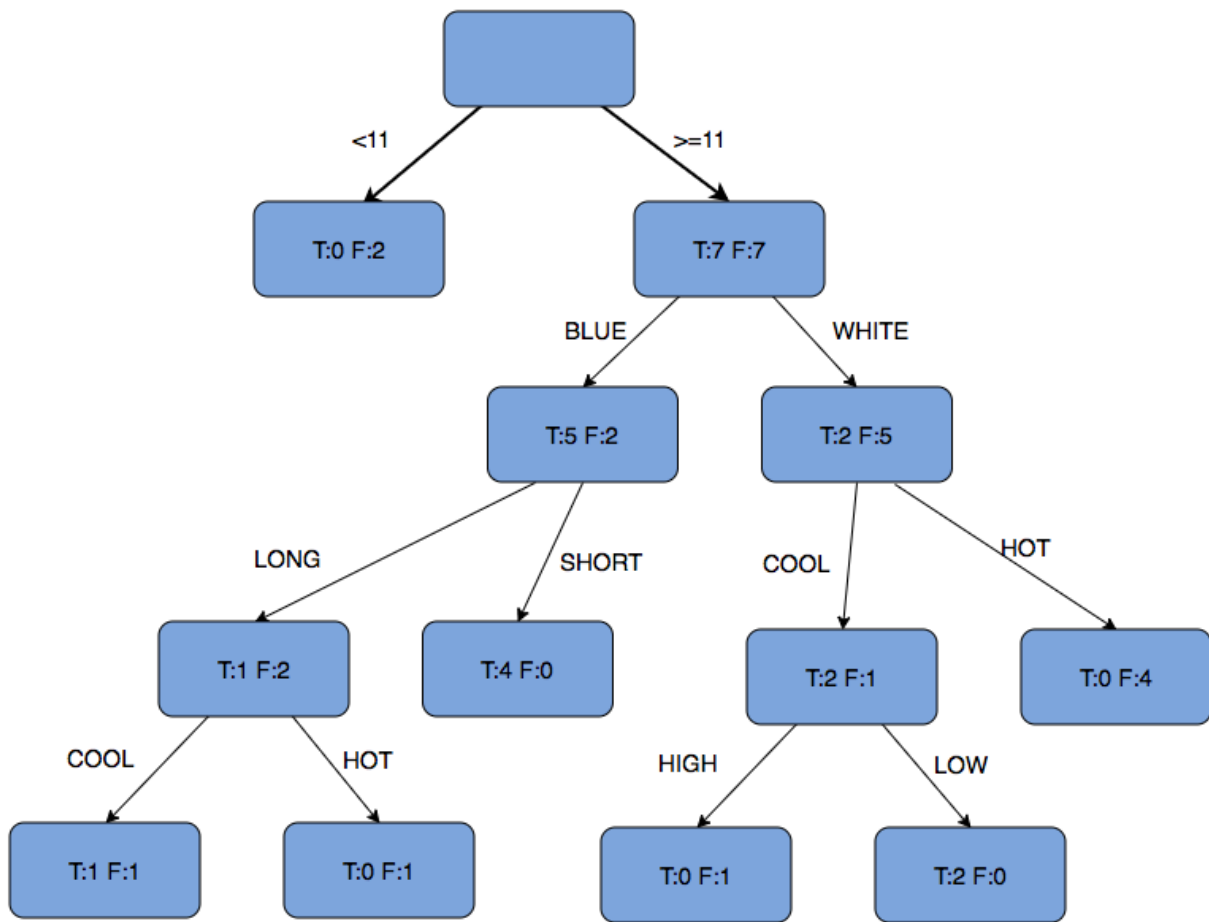 <11
>=11
T:0 F:2
T:7 F:7
BLUE
WHITE
T:5 F:2
T:2 F:5
LONG
SHORT
COOL
HOT
T:1 F:2
T:4 F:0
T:2 F:1
T:0 F:4
COOL
HOT
HIGH
LOW
T:1 F:1
T:0 F:1
T:0 F:1
T:2 F:0